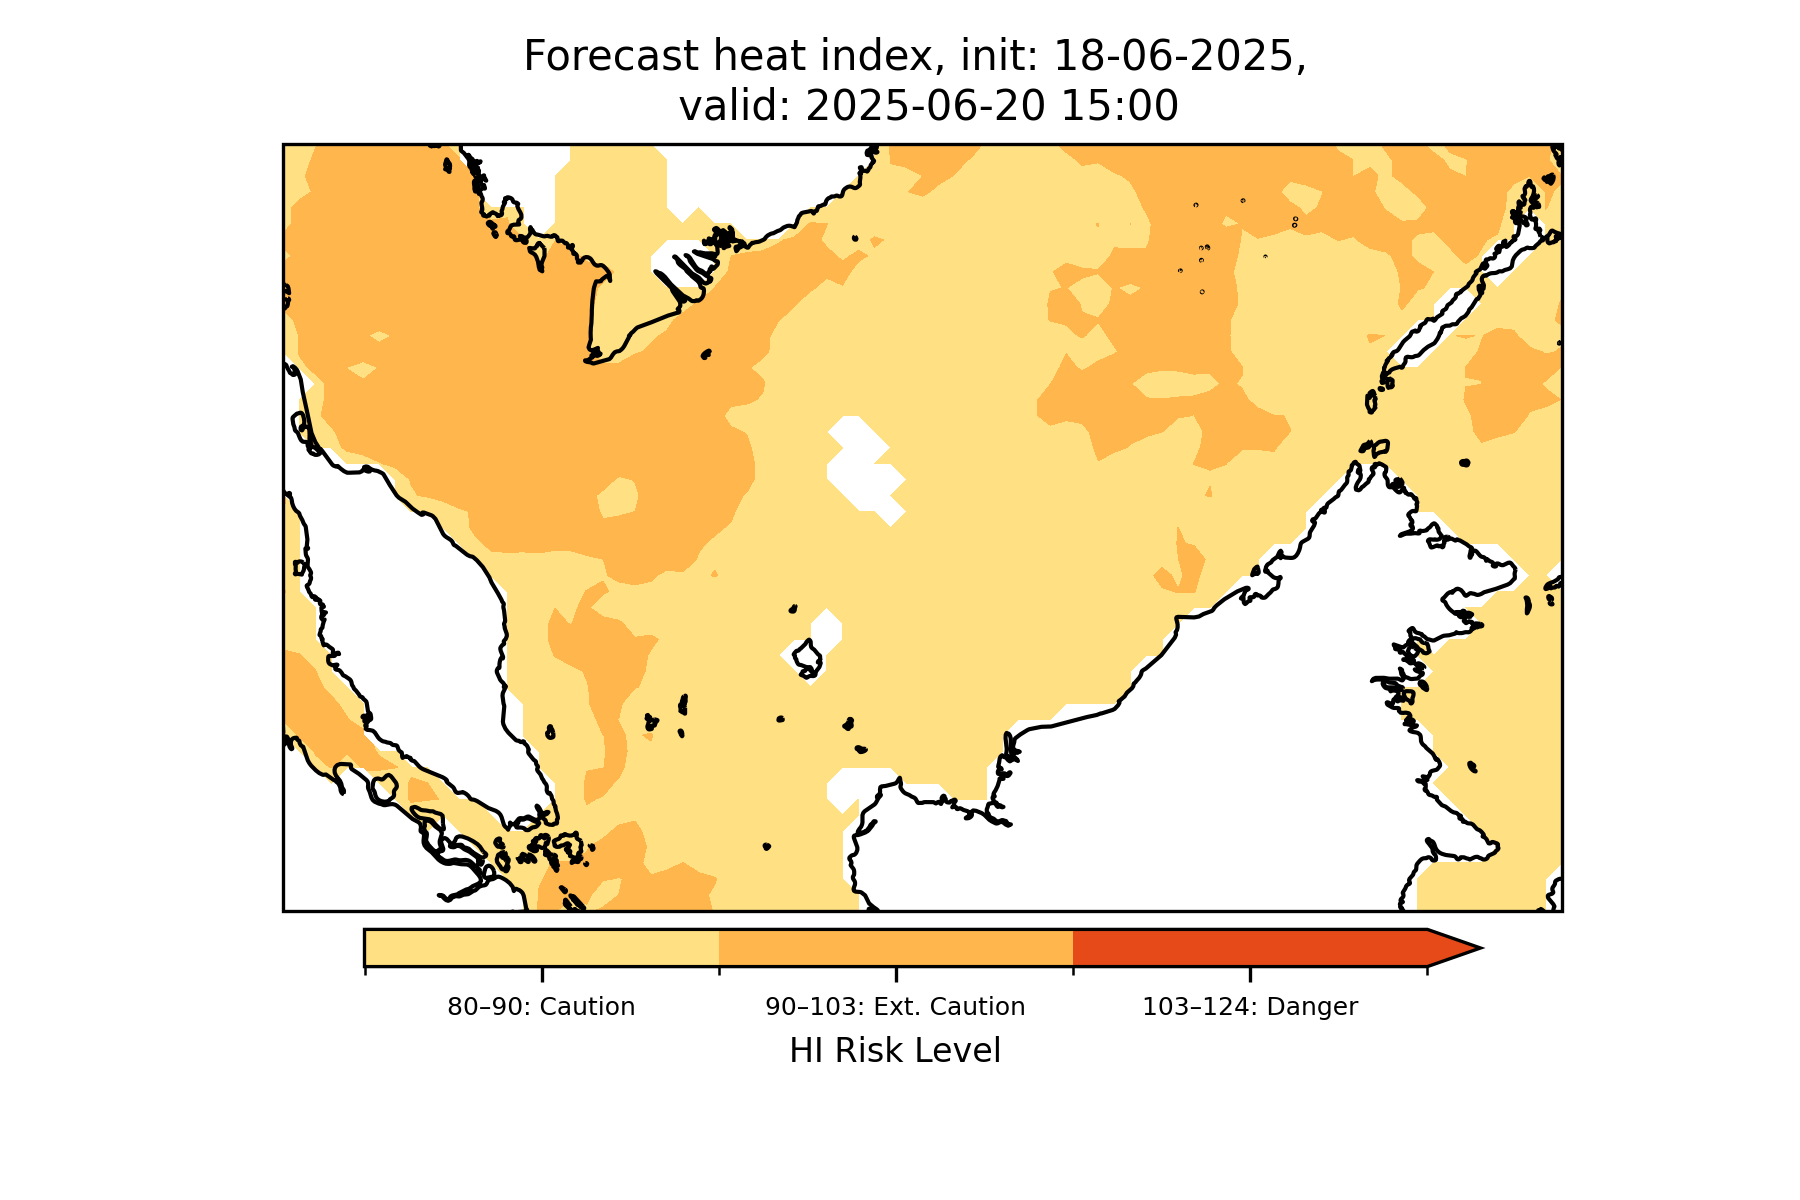 Forecast heat index, init: 18-06-2025,
valid: 2025-06-20 15:00
80–90: Caution
90–103: Ext. Caution
103–124: Danger
HI Risk Level